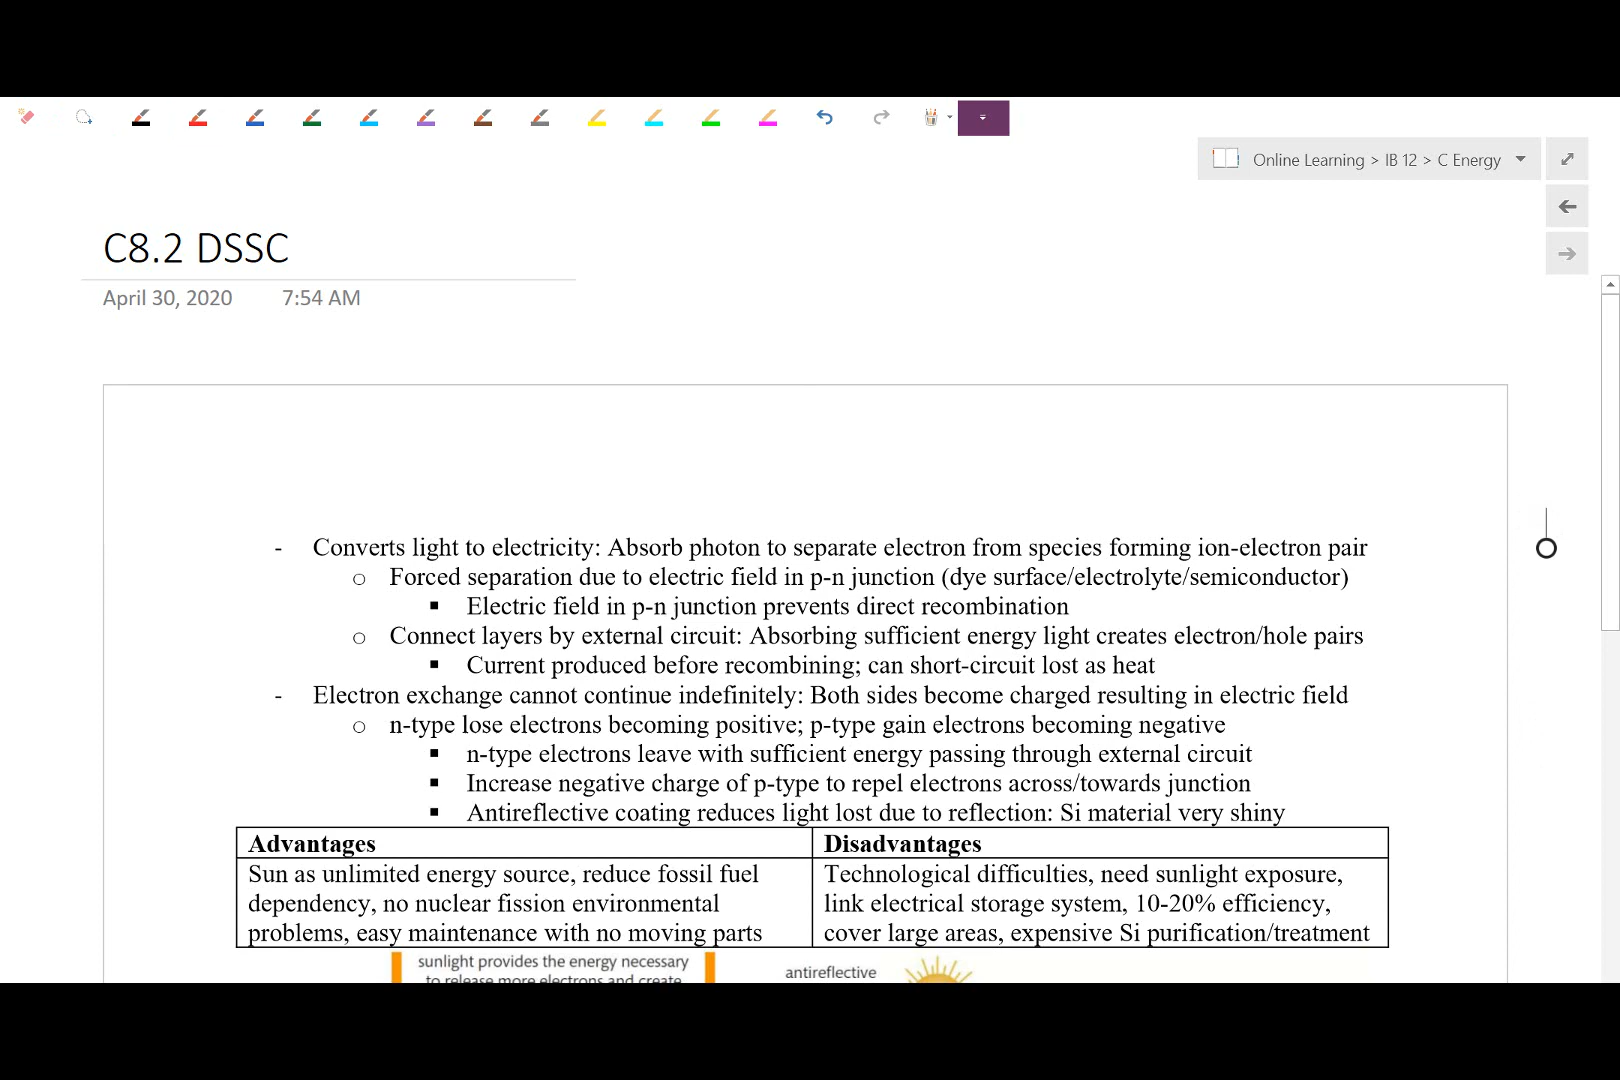 Online Learning > IB 12 > C Energy
C8.2 DSSC
April 30, 2020 7:54 AM
- Converts light to electricity: Absorb photon to separate electron from species forming ion-electron pair
o Forced separation due to electric field in p-n junction (dye surface/electrolyte/semiconductor)
▪ Electric field in p-n junction prevents direct recombination
o Connect layers by external circuit: Absorbing sufficient energy light creates electron/hole pairs
▪ Current produced before recombining; can short-circuit lost as heat
- Electron exchange cannot continue indefinitely: Both sides become charged resulting in electric field
o n-type lose electrons becoming positive; p-type gain electrons becoming negative
▪ n-type electrons leave with sufficient energy passing through external circuit
▪ Increase negative charge of p-type to repel electrons across/towards junction
▪ Antireflective coating reduces light lost due to reflection: Si material very shiny
Advantages
Sun as unlimited energy source, reduce fossil fuel
dependency, no nuclear fission environmental
problems, easy maintenance with no moving parts
Disadvantages
Technological difficulties, need sunlight exposure,
link electrical storage system, 10-20% efficiency,
cover large areas, expensive Si purification/treatment
sunlight provides the energy necessary
to release more electrons and create
antireflective